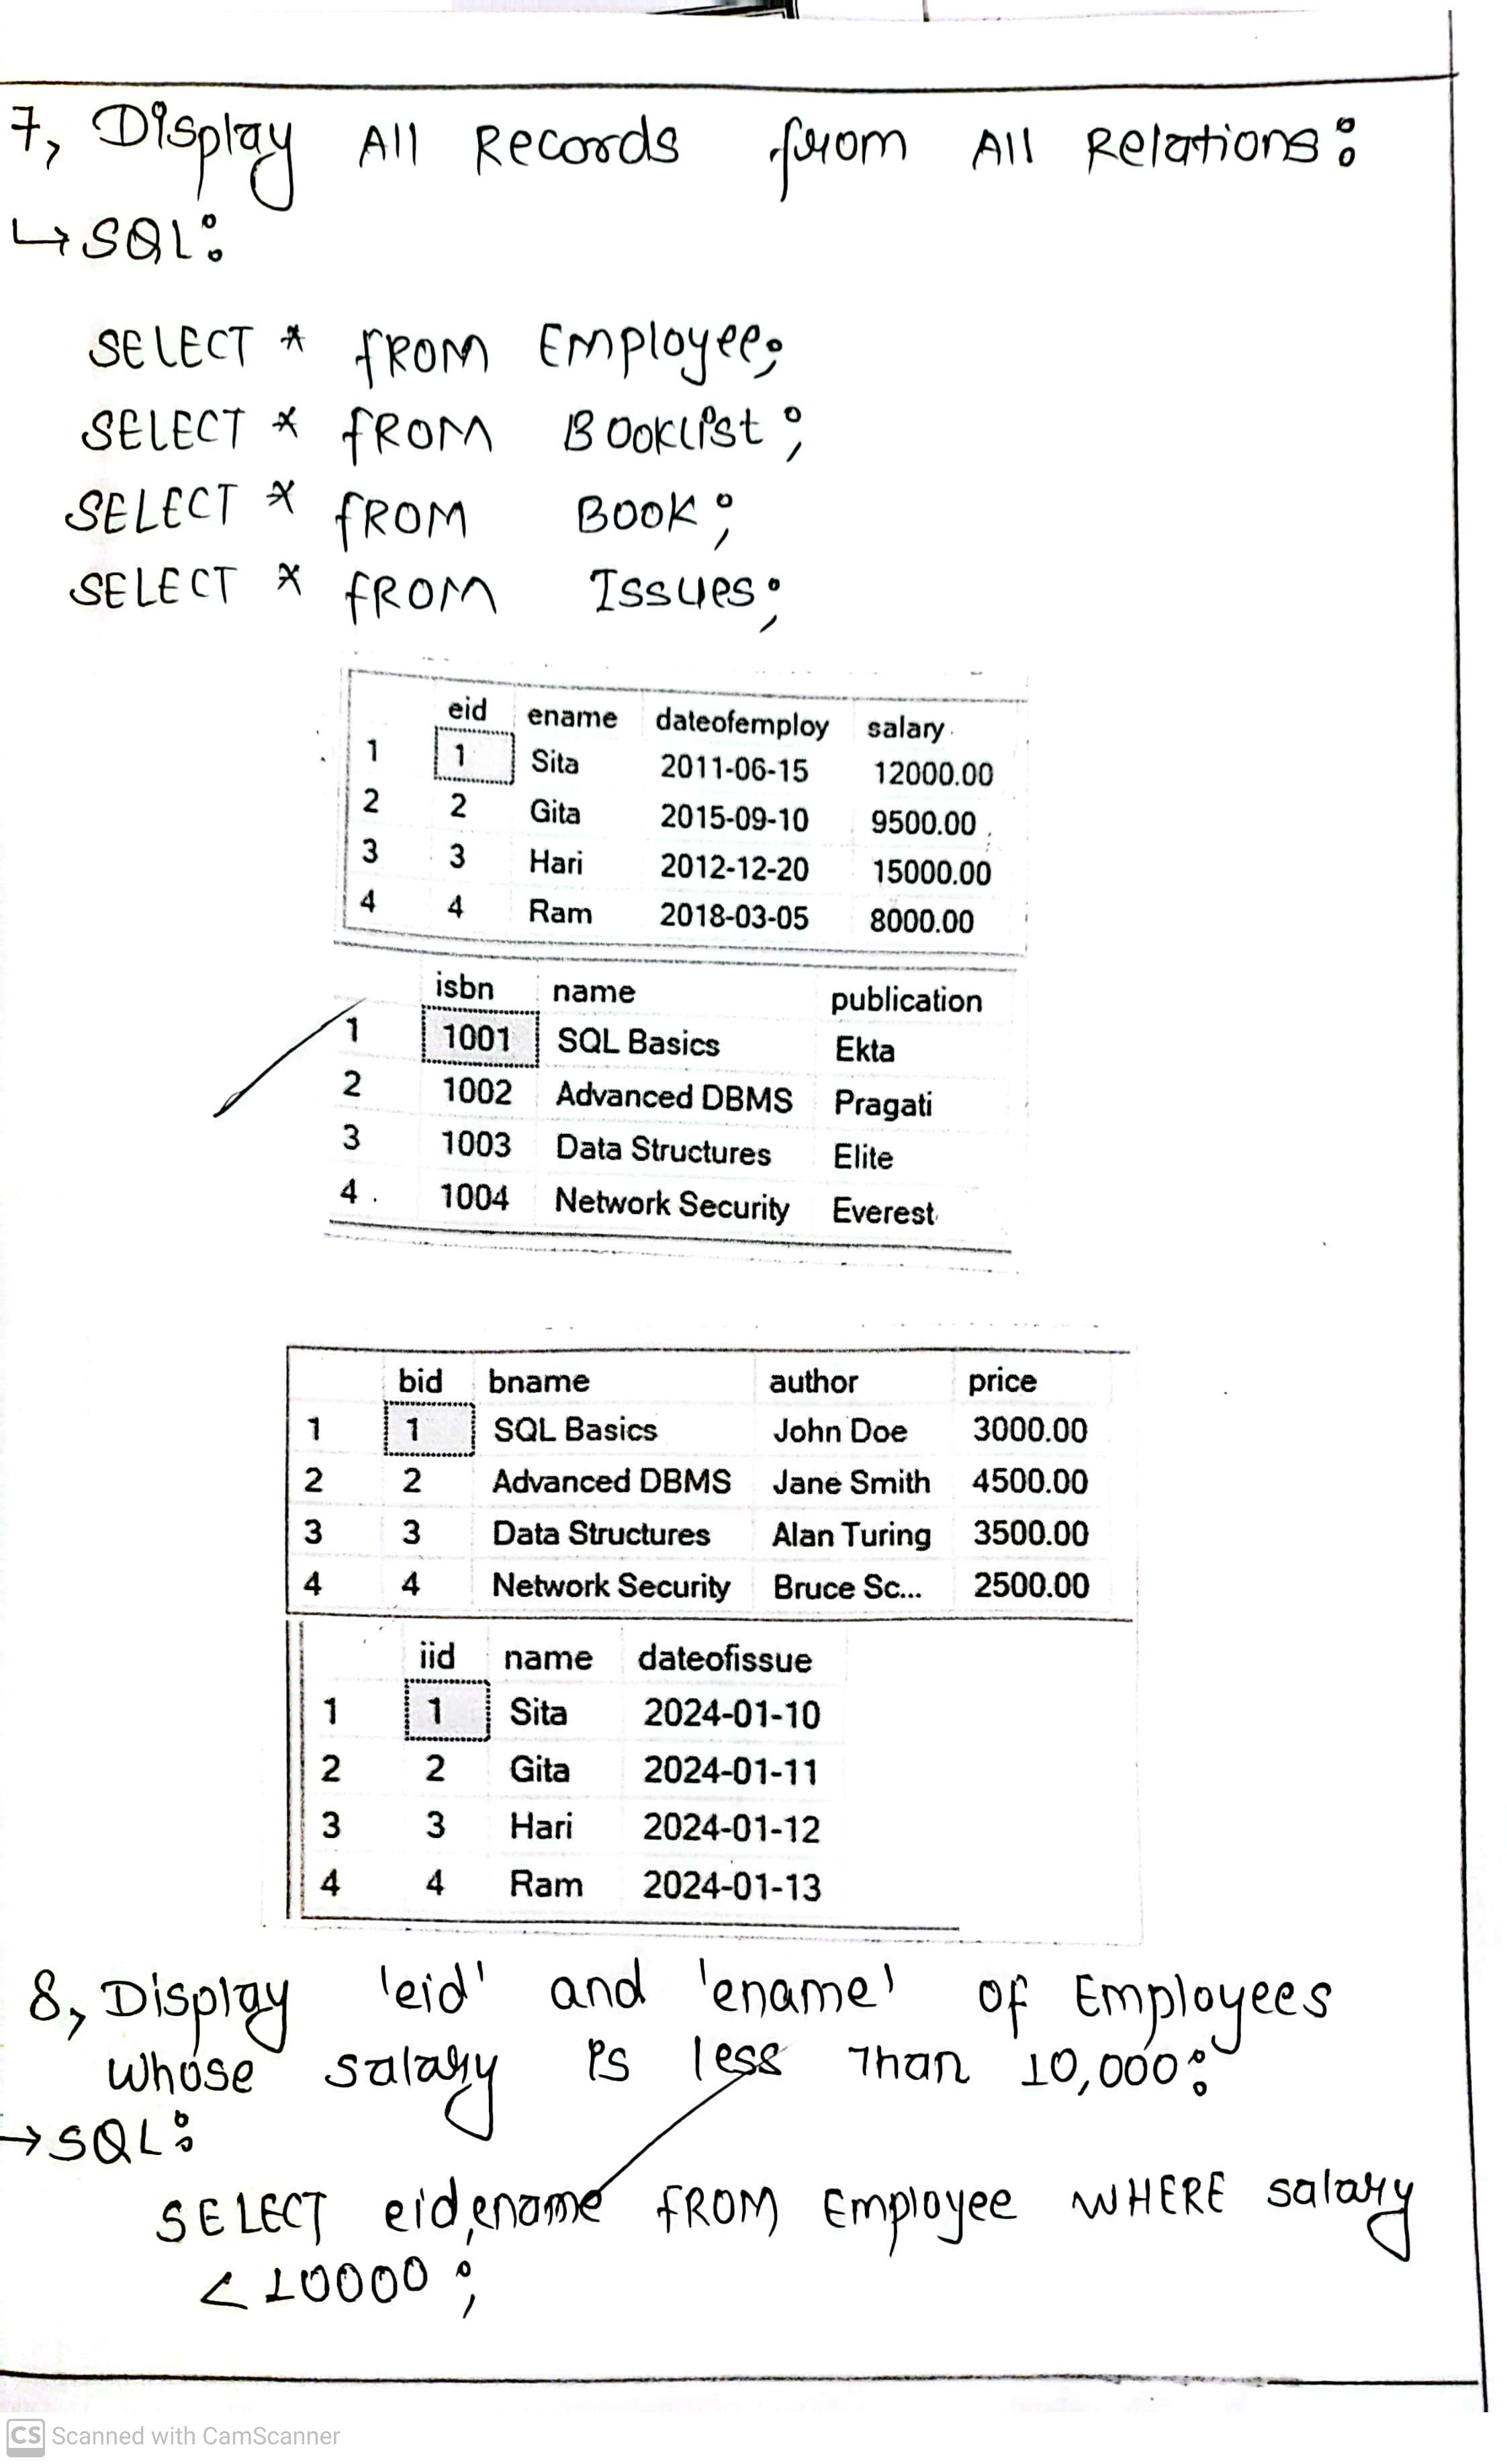 7, Display All Records from All Relations:
↳ SQL:
SELECT * FROM Employee;
SELECT * FROM Booklist;
SELECT * FROM Book;
SELECT * FROM Issues;
eid ename dateofemploy salary
1 1 Sita 2011-06-15 12000.00
2 2 Gita 2015-09-10 9500.00
3 3 Hari 2012-12-20 15000.00
4 4 Ram 2018-03-05 8000.00
isbn name publication
1 1001 SQL Basics Ekta
2 1002 Advanced DBMS Pragati
3 1003 Data Structures Elite
4 1004 Network Security Everest
bid bname author price
1 1 SQL Basics John Doe 3000.00
2 2 Advanced DBMS Jane Smith 4500.00
3 3 Data Structures Alan Turing 3500.00
4 4 Network Security Bruce Sc... 2500.00
iid name dateofissue
1 1 Sita 2024-01-10
2 2 Gita 2024-01-11
3 3 Hari 2024-01-12
4 4 Ram 2024-01-13
8, Display 'eid' and 'ename' of Employees
whose salary is less Than 10,000:
→ SQL:
SELECT eid,ename FROM Employee WHERE salary
< 10000;
CS Scanned with CamScanner